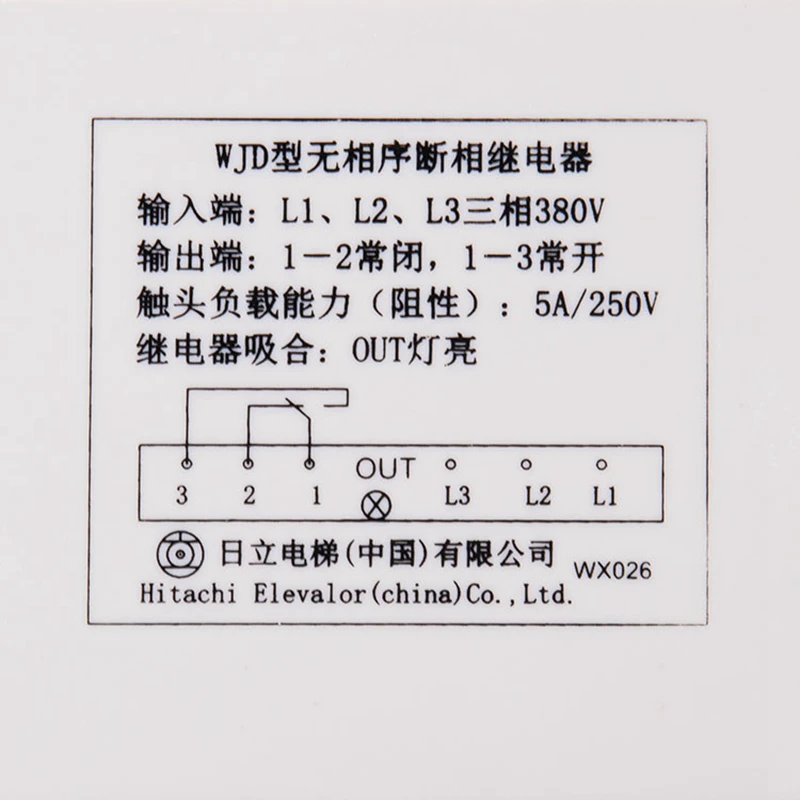 WJD型无相序断相继电器
输入端：L1、L2、L3三相380V
输出端：1－2常闭，1－3常开
触头负载能力（阻性）：5A/250V
继电器吸合：OUT灯亮
3 2 1 OUT L3 L2 L1
日立电梯(中国)有限公司 WX026
Hitachi Elevalor(china)Co.,Ltd.